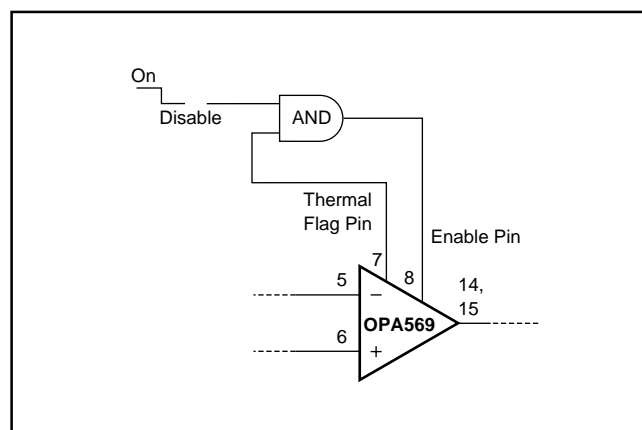 On
Disable
AND
Thermal
Flag Pin
Enable Pin
7
8
5
14,
15
−
OPA569
6
+